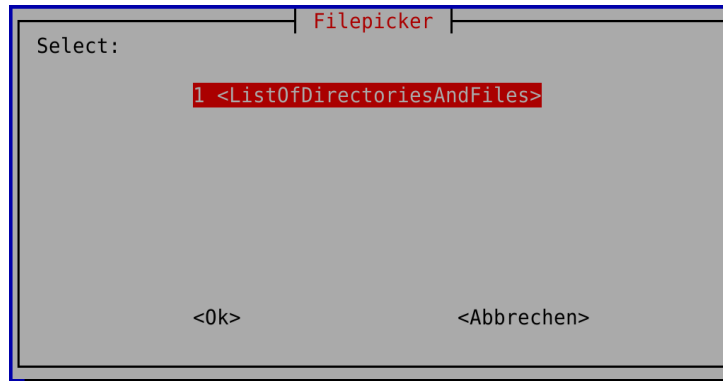 Filepicker
Select:
1 <ListOfDirectoriesAndFiles>
<Ok> <Abbrechen>